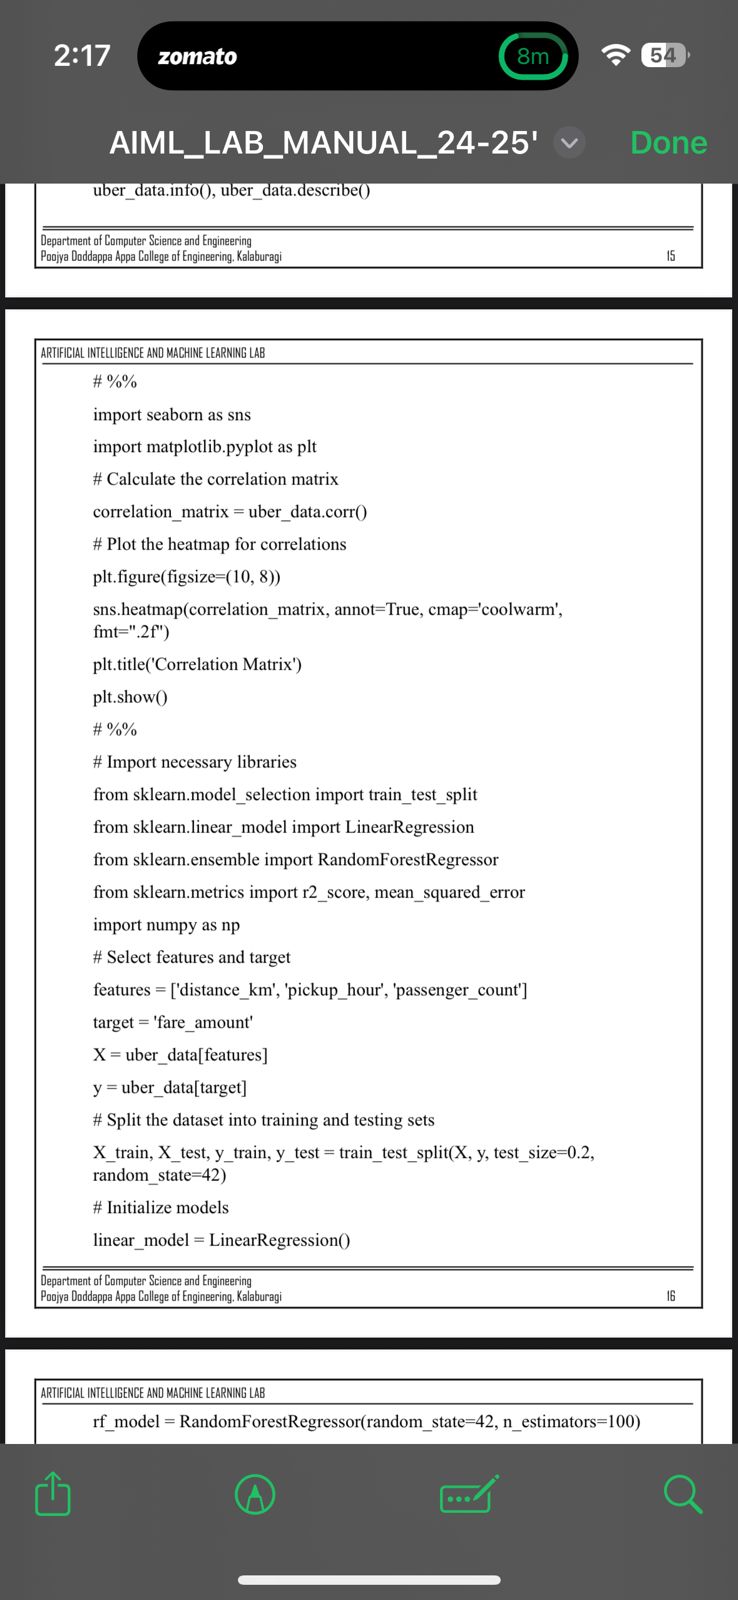 2:17
zomato
8m
54
AIML_LAB_MANUAL_24-25'
Done
uber_data.info(), uber_data.describe()
Department of Computer Science and Engineering
Poojya Doddappa Appa College of Engineering, Kalaburagi
15
ARTIFICIAL INTELLIGENCE AND MACHINE LEARNING LAB
# %%
import seaborn as sns
import matplotlib.pyplot as plt
# Calculate the correlation matrix
correlation_matrix = uber_data.corr()
# Plot the heatmap for correlations
plt.figure(figsize=(10, 8))
sns.heatmap(correlation_matrix, annot=True, cmap='coolwarm',
fmt=".2f")
plt.title('Correlation Matrix')
plt.show()
# %%
# Import necessary libraries
from sklearn.model_selection import train_test_split
from sklearn.linear_model import LinearRegression
from sklearn.ensemble import RandomForestRegressor
from sklearn.metrics import r2_score, mean_squared_error
import numpy as np
# Select features and target
features = ['distance_km', 'pickup_hour', 'passenger_count']
target = 'fare_amount'
X = uber_data[features]
y = uber_data[target]
# Split the dataset into training and testing sets
X_train, X_test, y_train, y_test = train_test_split(X, y, test_size=0.2,
random_state=42)
# Initialize models
linear_model = LinearRegression()
Department of Computer Science and Engineering
Poojya Doddappa Appa College of Engineering, Kalaburagi
16
ARTIFICIAL INTELLIGENCE AND MACHINE LEARNING LAB
rf_model = RandomForestRegressor(random_state=42, n_estimators=100)